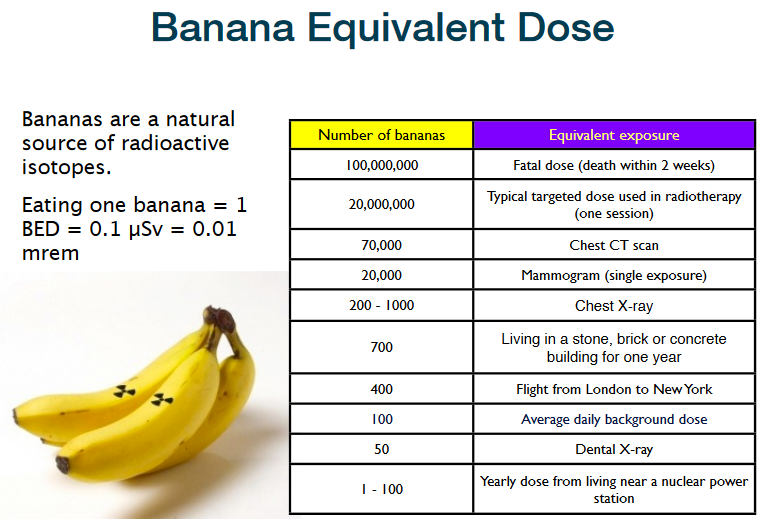 Banana Equivalent Dose
Bananas are a natural
source of radioactive
isotopes.
Eating one banana = 1
BED = 0.1 µSv = 0.01
mrem
Number of bananas Equivalent exposure
100,000,000 Fatal dose (death within 2 weeks)
20,000,000 Typical targeted dose used in radiotherapy
(one session)
70,000 Chest CT scan
20,000 Mammogram (single exposure)
200 - 1000 Chest X-ray
700 Living in a stone, brick or concrete
building for one year
400 Flight from London to New York
100 Average daily background dose
50 Dental X-ray
1 - 100 Yearly dose from living near a nuclear power
station